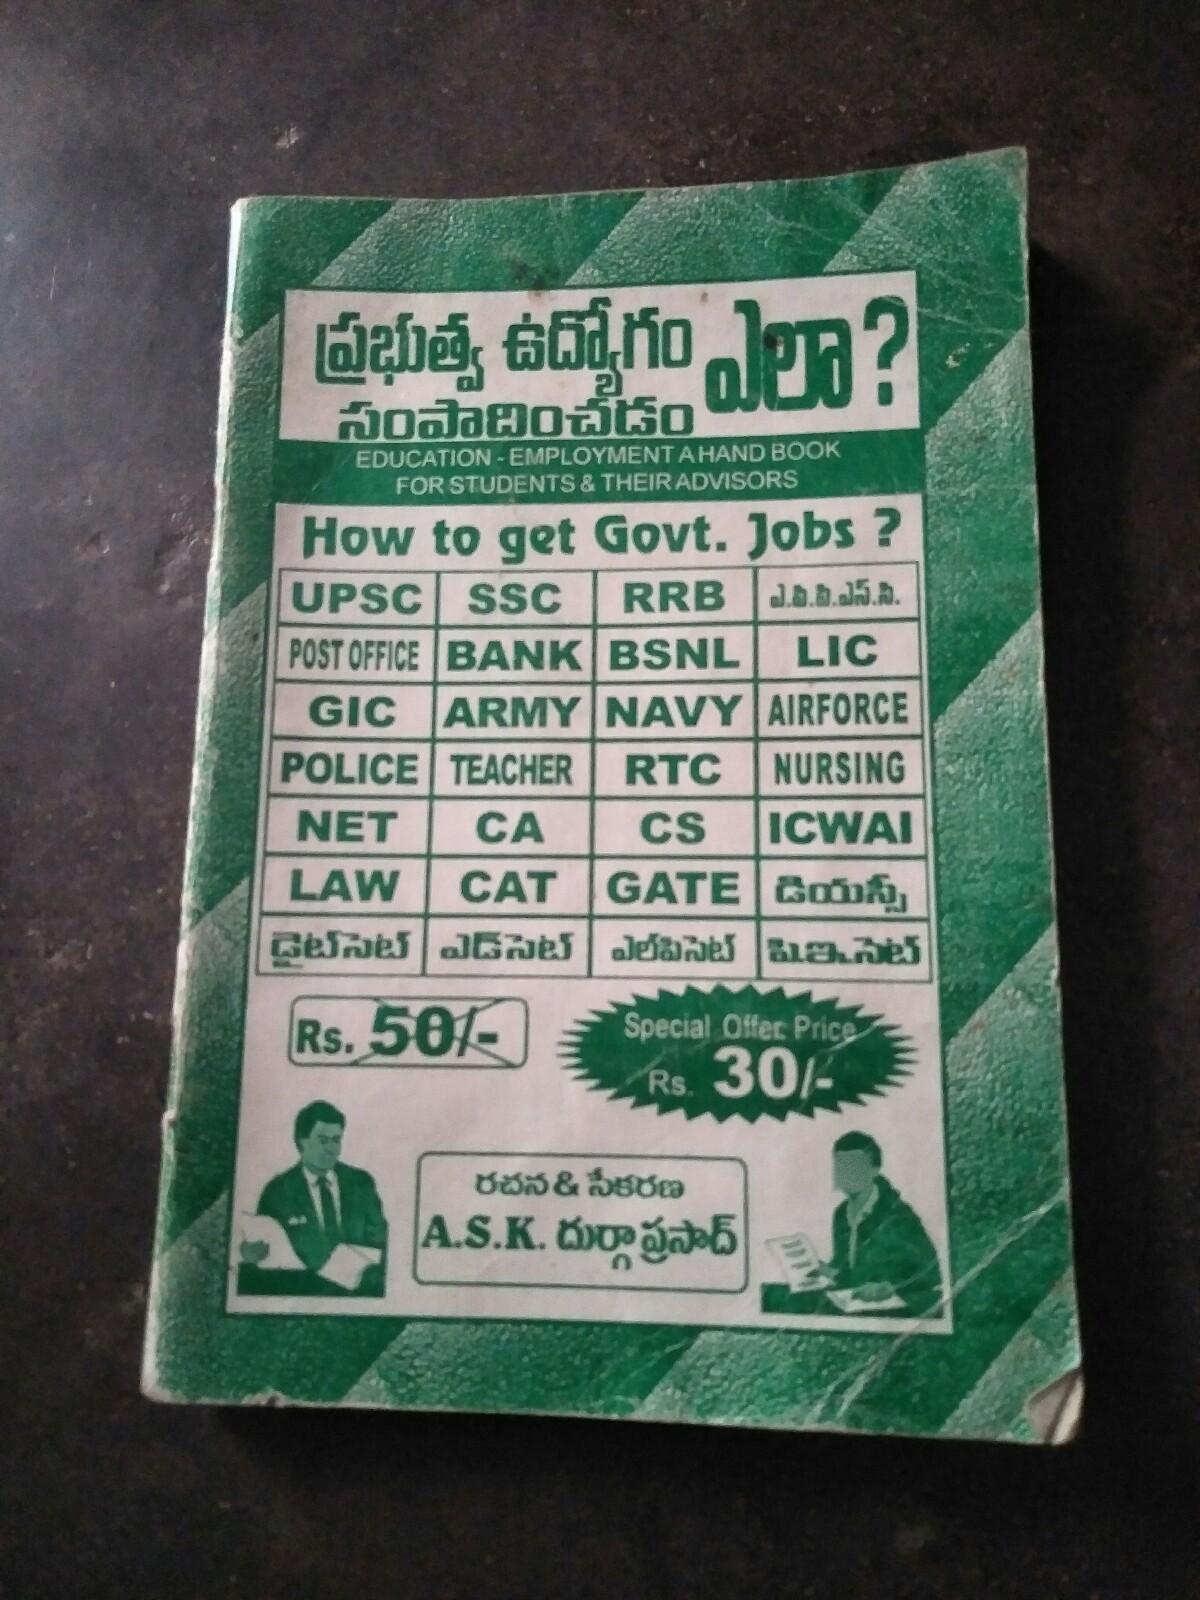 ప్రభుత్వ ఉద్యోగం ఎలా?
సంపాదించడం
EDUCATION - EMPLOYMENT A HAND BOOK
FOR STUDENTS & THEIR ADVISORS
How to get Govt. Jobs ?
UPSC SSC RRB ఎ.పి.పి.ఎస్.సి.
POST OFFICE BANK BSNL LIC
GIC ARMY NAVY AIRFORCE
POLICE TEACHER RTC NURSING
NET CA CS ICWAI
LAW CAT GATE డియస్సీ
డైట్‌సెట్ ఎడ్‌సెట్ ఎల్‌పిసెట్ పి.ఇ.సెట్
Rs. 50/- Special Offer Price
Rs. 30/-
రచన & సేకరణ
A.S.K. దుర్గాప్రసాద్